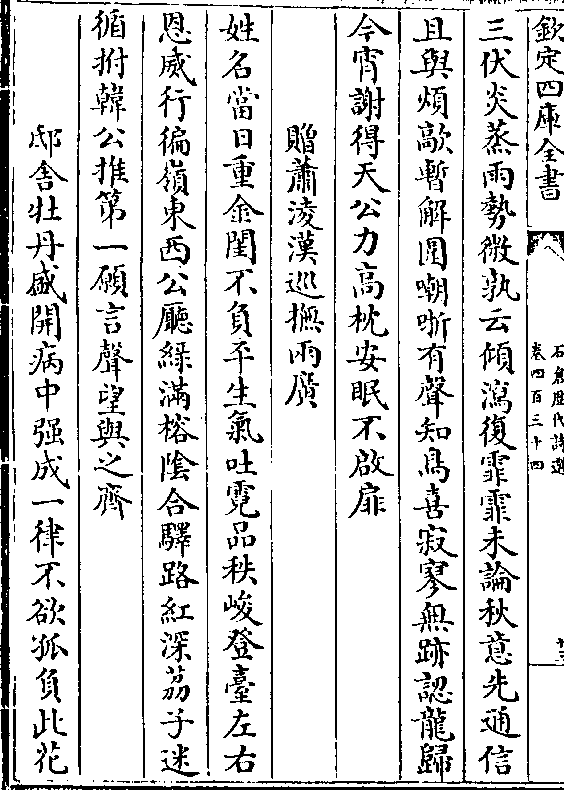 欽定四庫全書
石倉歷代詩選
卷四百三十四
十三
三伏炎蒸雨勢微孰云傾瀉復霏霏未論秋意先通信
且與煩歊暫解圍嘲哳有聲知鳥喜寂寥無跡認龍歸
今宵謝得天公力高枕安眠不啟扉
贈蕭淩漢巡撫兩廣
姓名當日重金閨不負平生氣吐霓品秩峻登臺左右
恩威行徧嶺東西公廳綠滿榕陰合驛路紅深荔子迷
循拊韓公推第一願言聲望與之齊
邸舍牡丹盛開病中强成一律不欲孤負此花